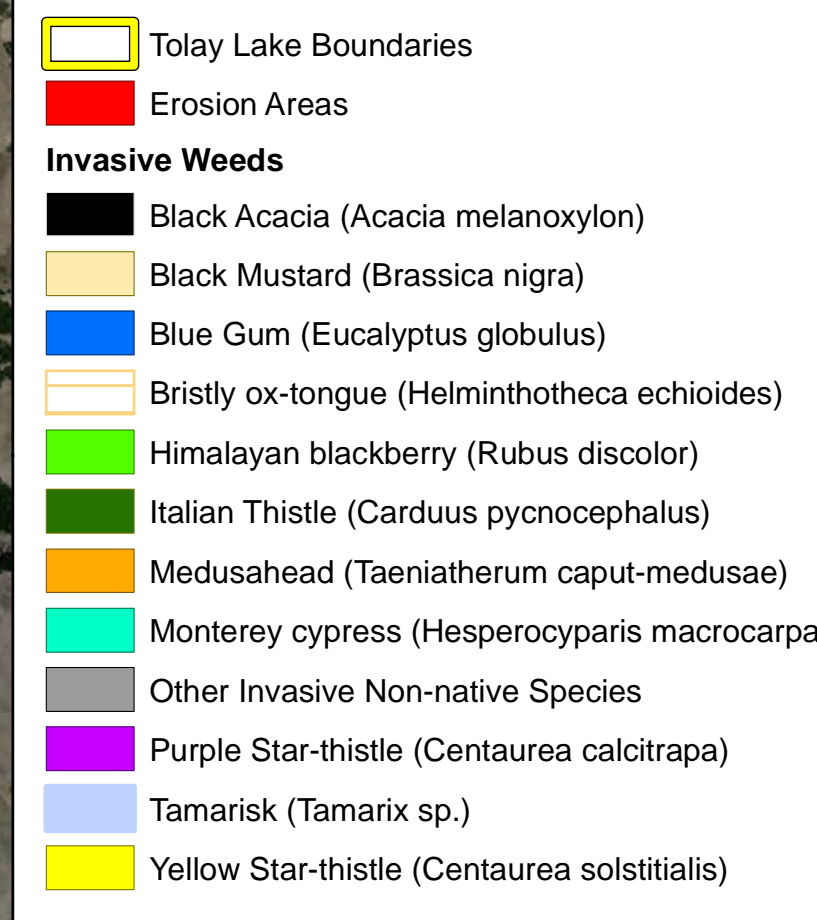 Tolay Lake Boundaries
Erosion Areas
Invasive Weeds
Black Acacia (Acacia melanoxylon)
Black Mustard (Brassica nigra)
Blue Gum (Eucalyptus globulus)
Bristly ox-tongue (Helminthotheca echioides)
Himalayan blackberry (Rubus discolor)
Italian Thistle (Carduus pycnocephalus)
Medusahead (Taeniatherum caput-medusae)
Monterey cypress (Hesperocyparis macrocarpa
Other Invasive Non-native Species
Purple Star-thistle (Centaurea calcitrapa)
Tamarisk (Tamarix sp.)
Yellow Star-thistle (Centaurea solstitialis)